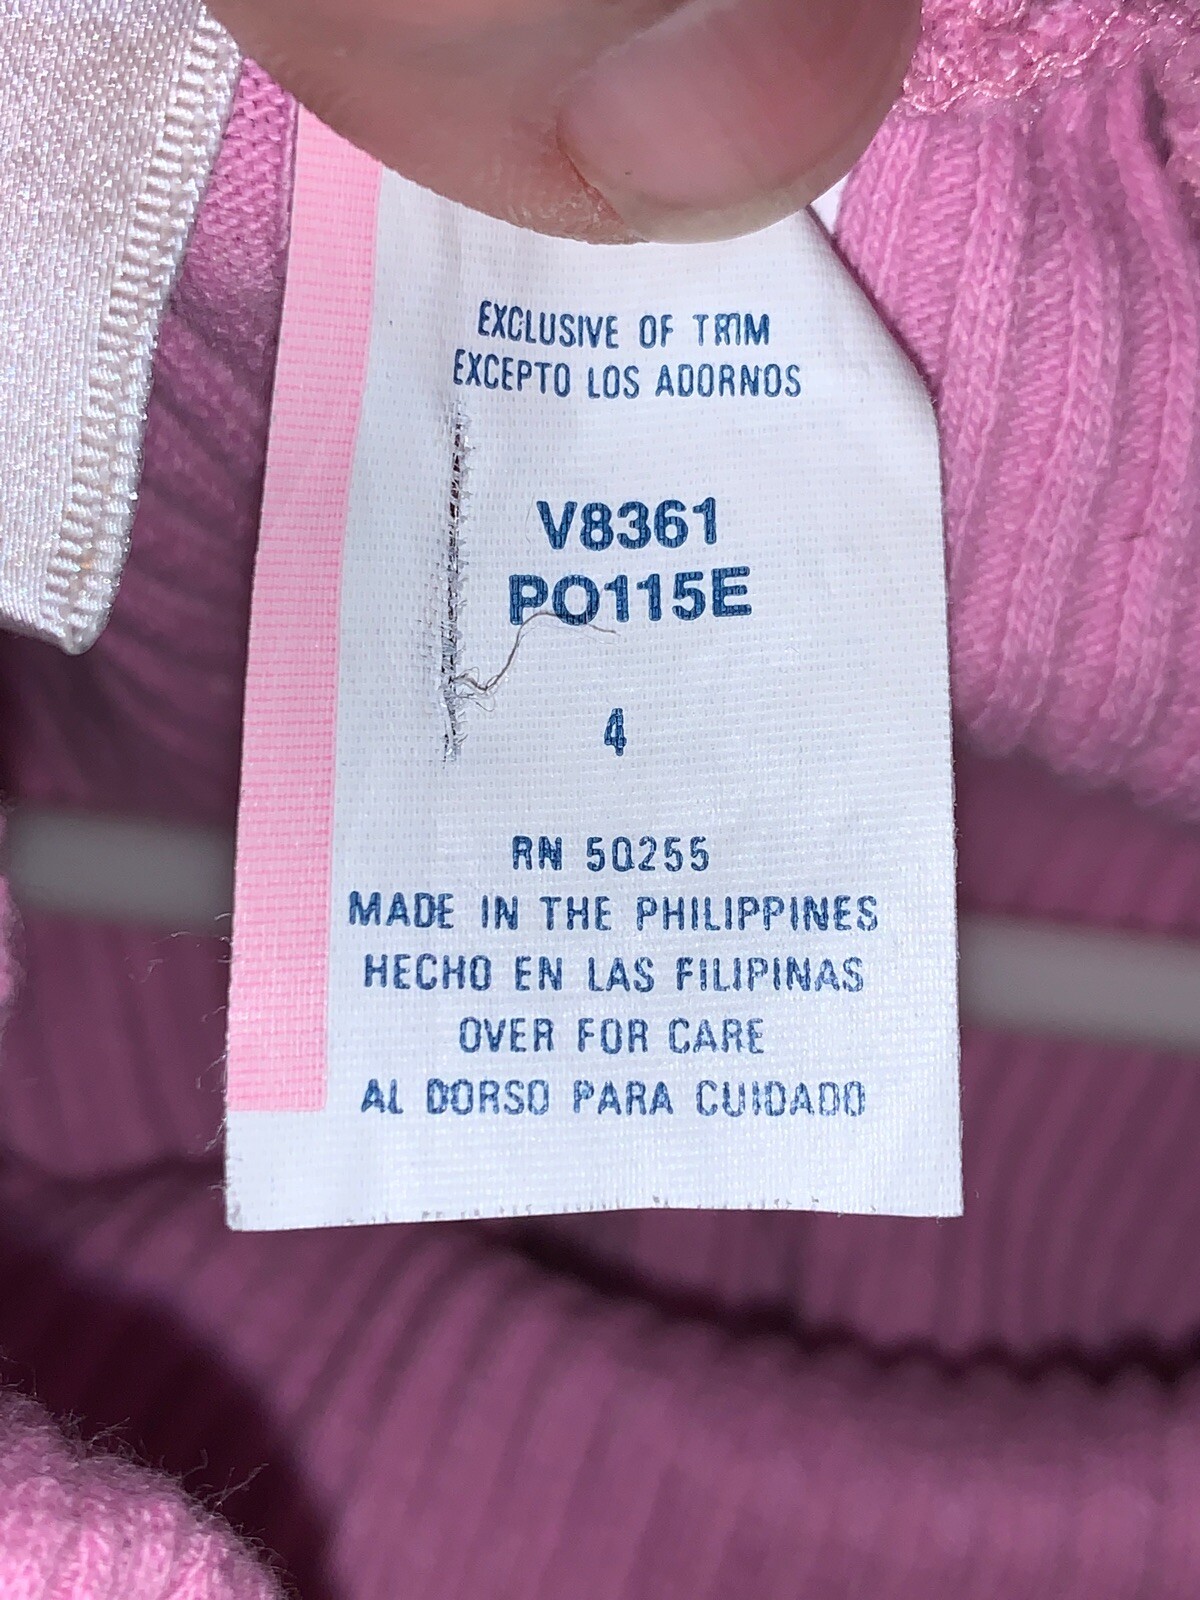 EXCLUSIVE OF TRIM
EXCEPTO LOS ADORNOS
V8361
PO115E
4
RN 50255
MADE IN THE PHILIPPINES
HECHO EN LAS FILIPINAS
OVER FOR CARE
AL DORSO PARA CUIDADO